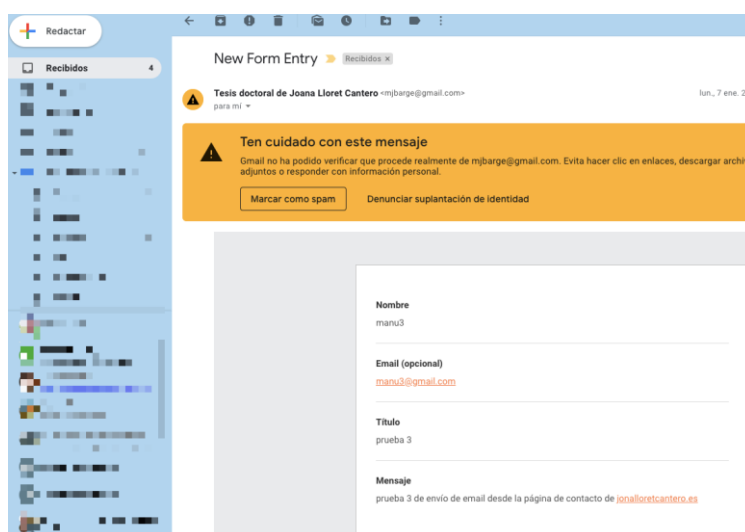 Redactar
Recibidos 4
New Form Entry Recibidos x
Tesis doctoral de Joana Lloret Cantero <mjbarge@gmail.com> lun., 7 ene. 2
para mí
Ten cuidado con este mensaje
Gmail no ha podido verificar que procede realmente de mjbarge@gmail.com. Evita hacer clic en enlaces, descargar archi
adjuntos o responder con información personal.
Marcar como spam Denunciar suplantación de identidad
Nombre
manu3
Email (opcional)
manu3@gmail.com
Título
prueba 3
Mensaje
prueba 3 de envío de email desde la página de contacto de jonalloretcantero.es